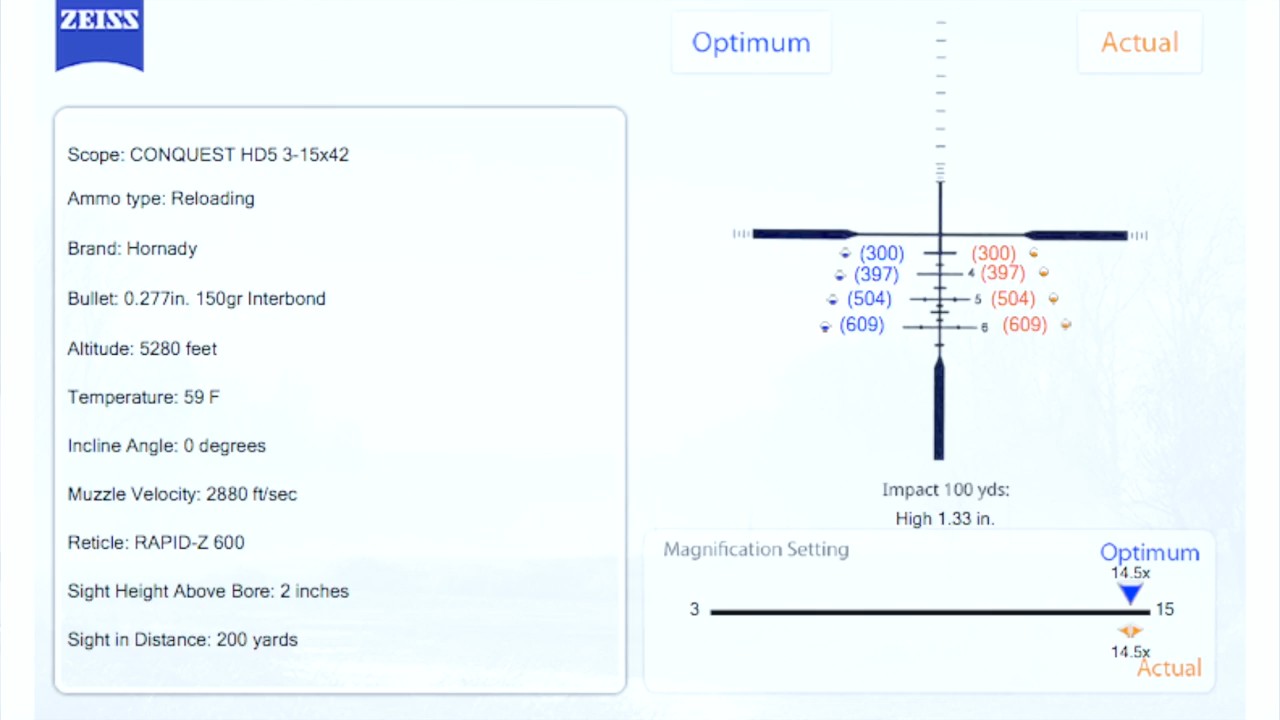 ZEISS
Optimum
Actual
Scope: CONQUEST HD5 3-15x42
Ammo type: Reloading
Brand: Hornady
Bullet: 0.277in. 150gr Interbond
Altitude: 5280 feet
Temperature: 59 F
Incline Angle: 0 degrees
Muzzle Velocity: 2880 ft/sec
Reticle: RAPID-Z 600
Sight Height Above Bore: 2 inches
Sight in Distance: 200 yards
(300) (300)
(397) 4 (397)
(504) 5 (504)
(609) 6 (609)
Impact 100 yds:
High 1.33 in.
Magnification Setting
Optimum
14.5x
3 15
14.5x
Actual